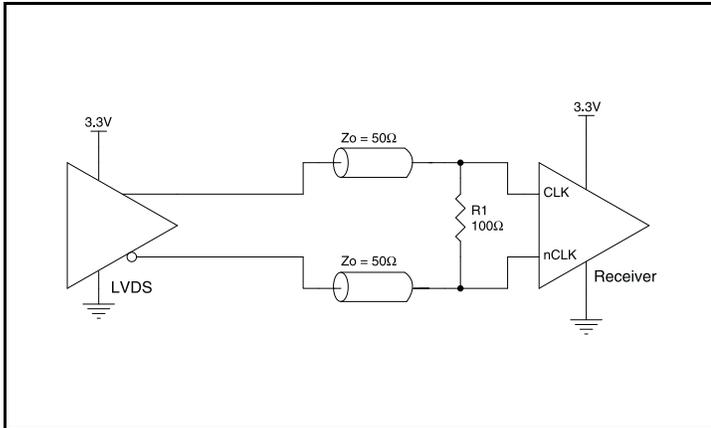 3.3V
3.3V
Zo = 50Ω
CLK
R1
100Ω
nCLK
Zo = 50Ω
LVDS
Receiver